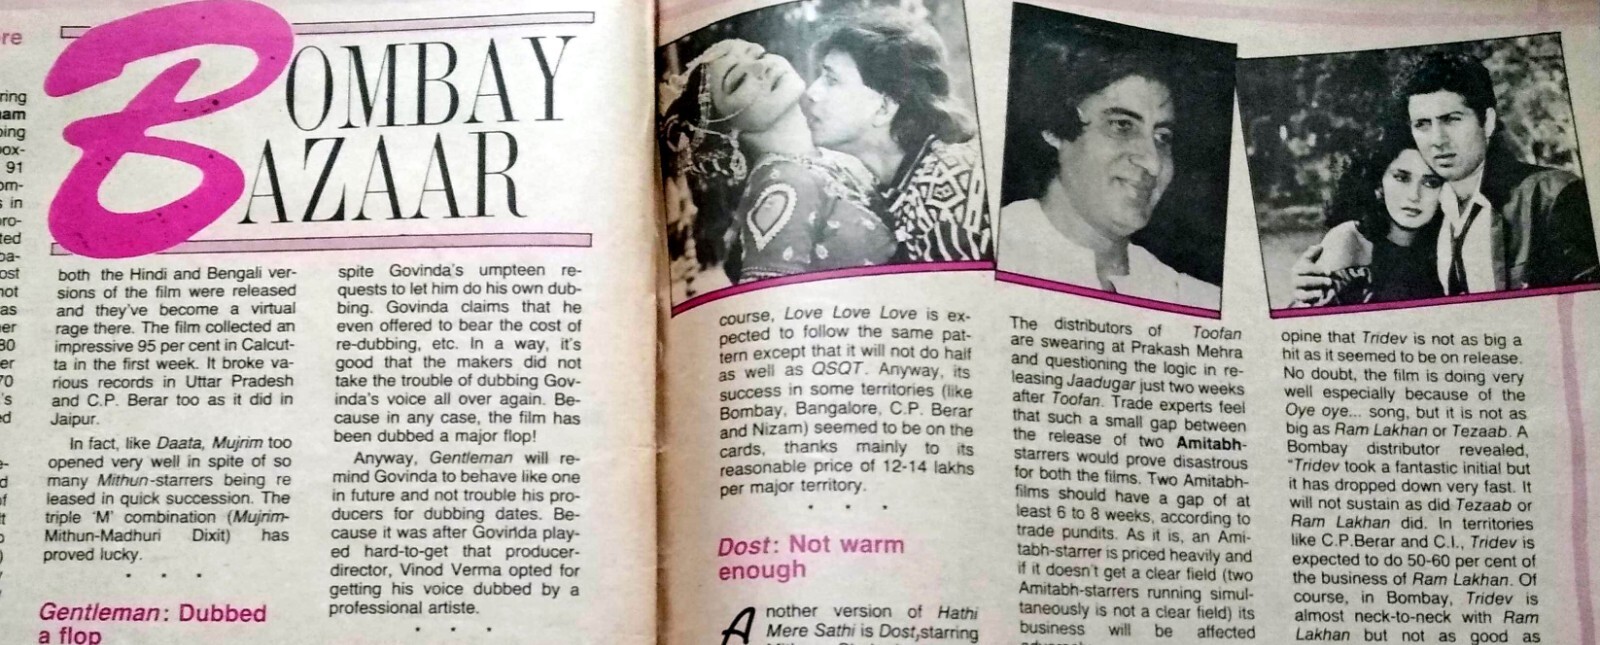 re
ring
am
ping
box-
91
om-
s in
pro-
ted
ost
not
as
er
80
er
70
's
ed
BOMBAY
BAZAAR
both the Hindi and Bengali ver-
sions of the film were released
and they've become a virtual
rage there. The film collected an
impressive 95 per cent in Calcut-
ta in the first week. It broke va-
rious records in Uttar Pradesh
and C.P. Berar too as it did in
Jaipur.
In fact, like Daata, Mujrim too
opened very well in spite of so
many Mithun-starrers being re
leased in quick succession. The
triple 'M' combination (Mujrim-
Mithun-Madhuri Dixit) has
proved lucky.
Gentleman: Dubbed
a flop
spite Govinda's umpteen re-
quests to let him do his own dub-
bing. Govinda claims that he
even offered to bear the cost of
re-dubbing, etc. In a way, it's
good that the makers did not
take the trouble of dubbing Gov-
inda's voice all over again. Be-
cause in any case, the film has
been dubbed a major flop!
Anyway, Gentleman will re-
mind Govinda to behave like one
in future and not trouble his pro-
ducers for dubbing dates. Be-
cause it was after Govinda play-
ed hard-to-get that producer-
director, Vinod Verma opted for
getting his voice dubbed by a
professional artiste.
course, Love Love Love is ex-
pected to follow the same pat-
tern except that it will not do half
as well as QSQT. Anyway, its
success in some territories (like
Bombay, Bangalore, C.P. Berar
and Nizam) seemed to be on the
cards, thanks mainly to its
reasonable price of 12-14 lakhs
per major territory.
Dost: Not warm
enough
Another version of Hathi
Mere Sathi is Dost, starring
The distributors of Toofan
are swearing at Prakash Mehra
and questioning the logic in re-
leasing Jaadugar just two weeks
after Toofan. Trade experts feel
that such a small gap between
the release of two Amitabh-
starrers would prove disastrous
for both the films. Two Amitabh-
films should have a gap of at
least 6 to 8 weeks, according to
trade pundits. As it is, an Ami-
tabh-starrer is priced heavily and
if it doesn't get a clear field (two
Amitabh-starrers running simul-
taneously is not a clear field) its
business will be affected
opine that Tridev is not as big a
hit as it seemed to be on release.
No doubt, the film is doing very
well especially because of the
Oye oye... song, but it is not as
big as Ram Lakhan or Tezaab. A
Bombay distributor revealed,
"Tridev took a fantastic initial but
it has dropped down very fast. It
will not sustain as did Tezaab or
Ram Lakhan did. In territories
like C.P.Berar and C.I., Tridev is
expected to do 50-60 per cent of
the business of Ram Lakhan. Of
course, in Bombay, Tridev is
almost neck-to-neck with Ram
Lakhan but not as good as